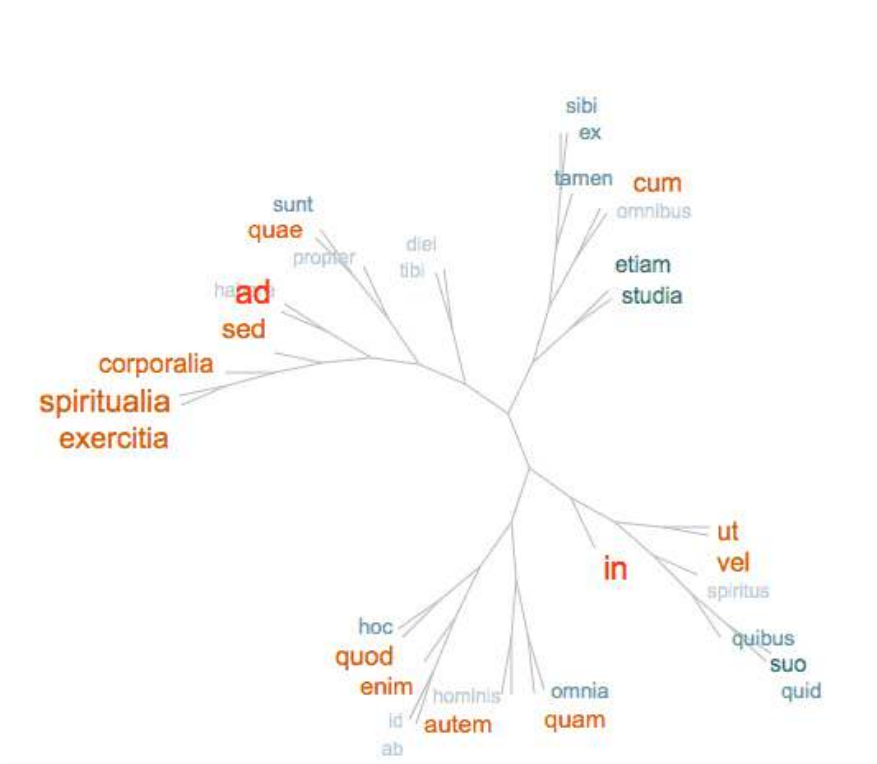 sibi
ex
tamen
cum
omnibus
sunt
quae
diei
propter
tibi
etiam
studia
ad
sed
corporalia
spiritualia
exercitia
ut
vel
in
spiritus
hoc
quibus
quod
suo
enim
hominis
omnia
quid
id
autem
quam
ab